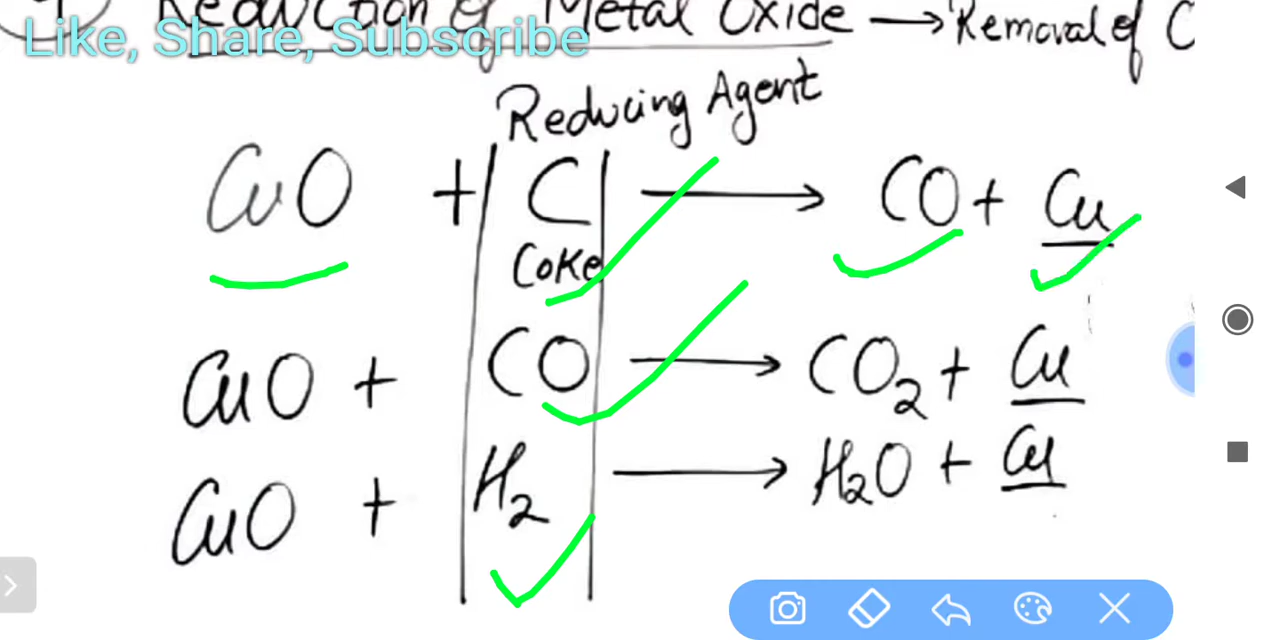 Reduction of Metal Oxide → Removal of
Like, Share, Subscribe
Reducing Agent
CuO + C → CO + Cu
Coke
CuO + CO → CO₂ + Cu
CuO + H₂ → H₂O + Cu